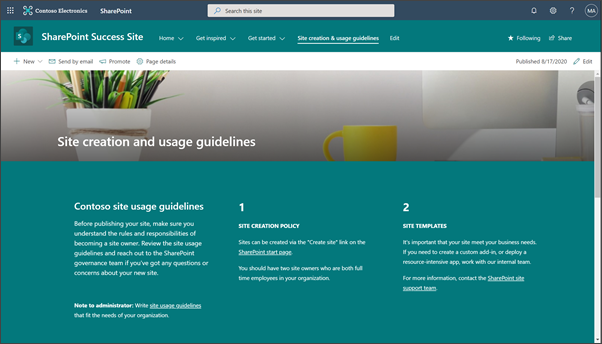 Contoso Electronics SharePoint Search this site MA
SharePoint Success Site Home Get inspired Get started Site creation & usage guidelines Edit Following Share
New Send by email Promote Page details Published 8/17/2020 Edit
Site creation and usage guidelines
Contoso site usage guidelines
Before publishing your site, make sure you
understand the rules and responsibilities of
becoming a site owner. Review the site usage
guidelines and reach out to the SharePoint
governance team if you've got any questions or
concerns about your new site.
Note to administrator: Write site usage guidelines
that fit the needs of your organization.
1
SITE CREATION POLICY
Sites can be created via the "Create site" link on the
SharePoint start page.
You should have two site owners who are both full
time employees in your organization.
2
SITE TEMPLATES
It's important that your site meet your business needs.
If you need to create a custom add-in, or deploy a
resource-intensive app, work with our internal team.
For more information, contact the SharePoint site
support team.